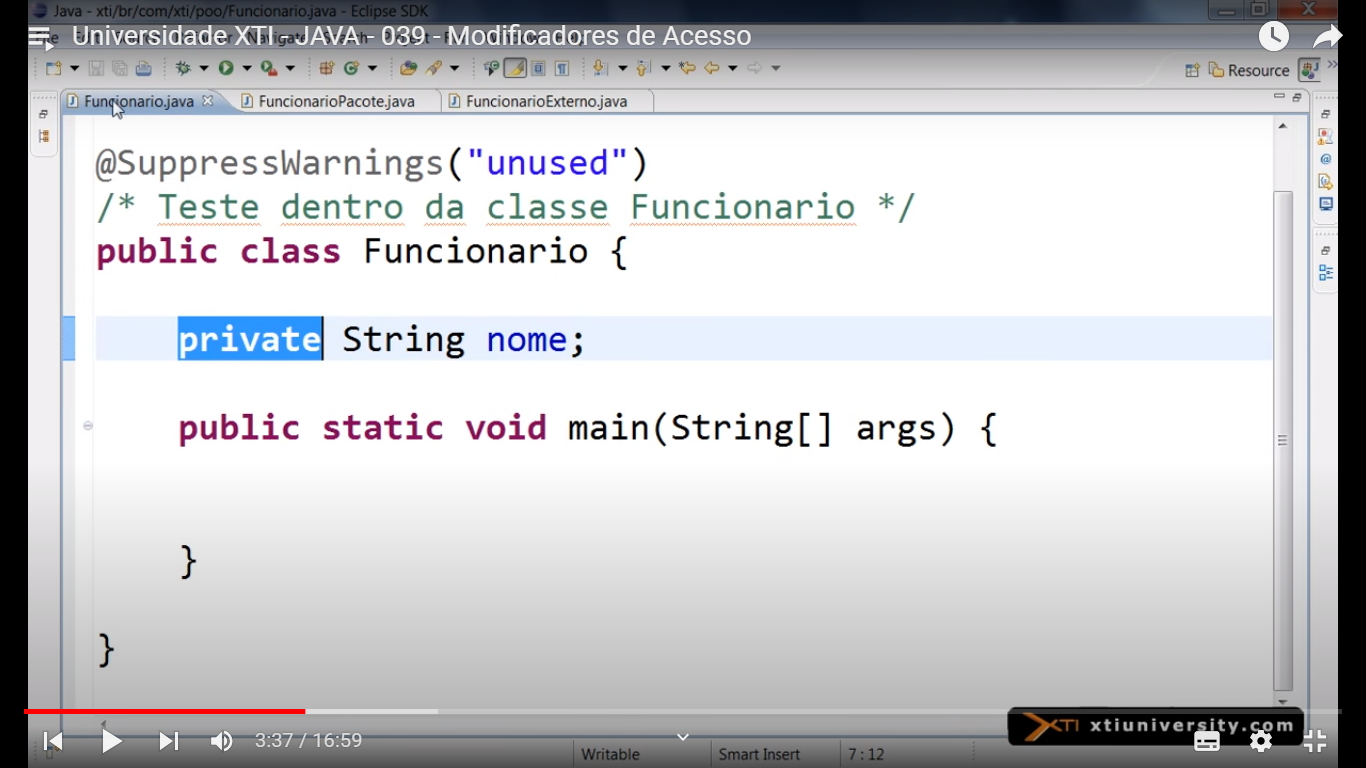 Java - xti/br/com/xti/poo/Funcionario.java - Eclipse SDK
Universidade XTI - JAVA - 039 - Modificadores de Acesso
Resource
Funcionario.java FuncionarioPacote.java FuncionarioExterno.java
@SuppressWarnings("unused")
/* Teste dentro da classe Funcionario */
public class Funcionario {
private String nome;
public static void main(String[] args) {
}
}
XTI xtiuniversity.com
3:37 / 16:59
Writable Smart Insert 7 : 12